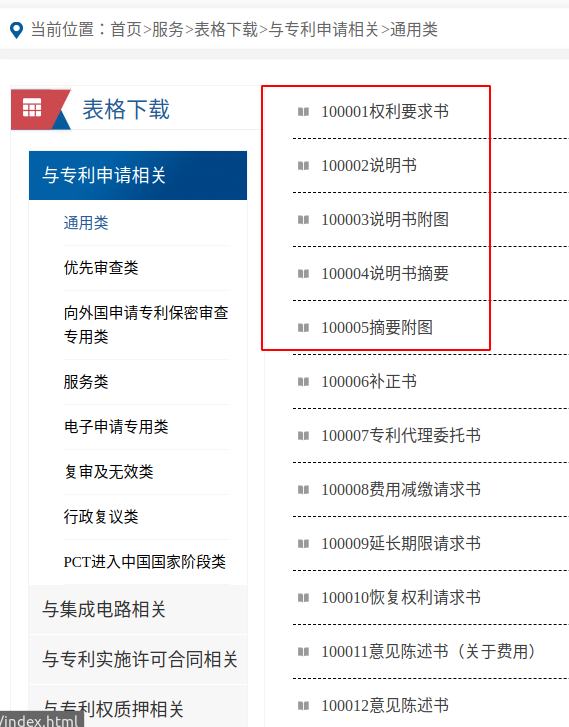 当前位置：首页>服务>表格下载>与专利申请相关>通用类
表格下载
与专利申请相关
通用类
优先审查类
向外国申请专利保密审查
专用类
服务类
电子申请专用类
复审及无效类
行政复议类
PCT进入中国国家阶段类
与集成电路相关
与专利实施许可合同相关
与专利权质押相关
/index.html
100001权利要求书
100002说明书
100003说明书附图
100004说明书摘要
100005摘要附图
100006补正书
100007专利代理委托书
100008费用减缴请求书
100009延长期限请求书
100010恢复权利请求书
100011意见陈述书（关于费用）
100012意见陈述书